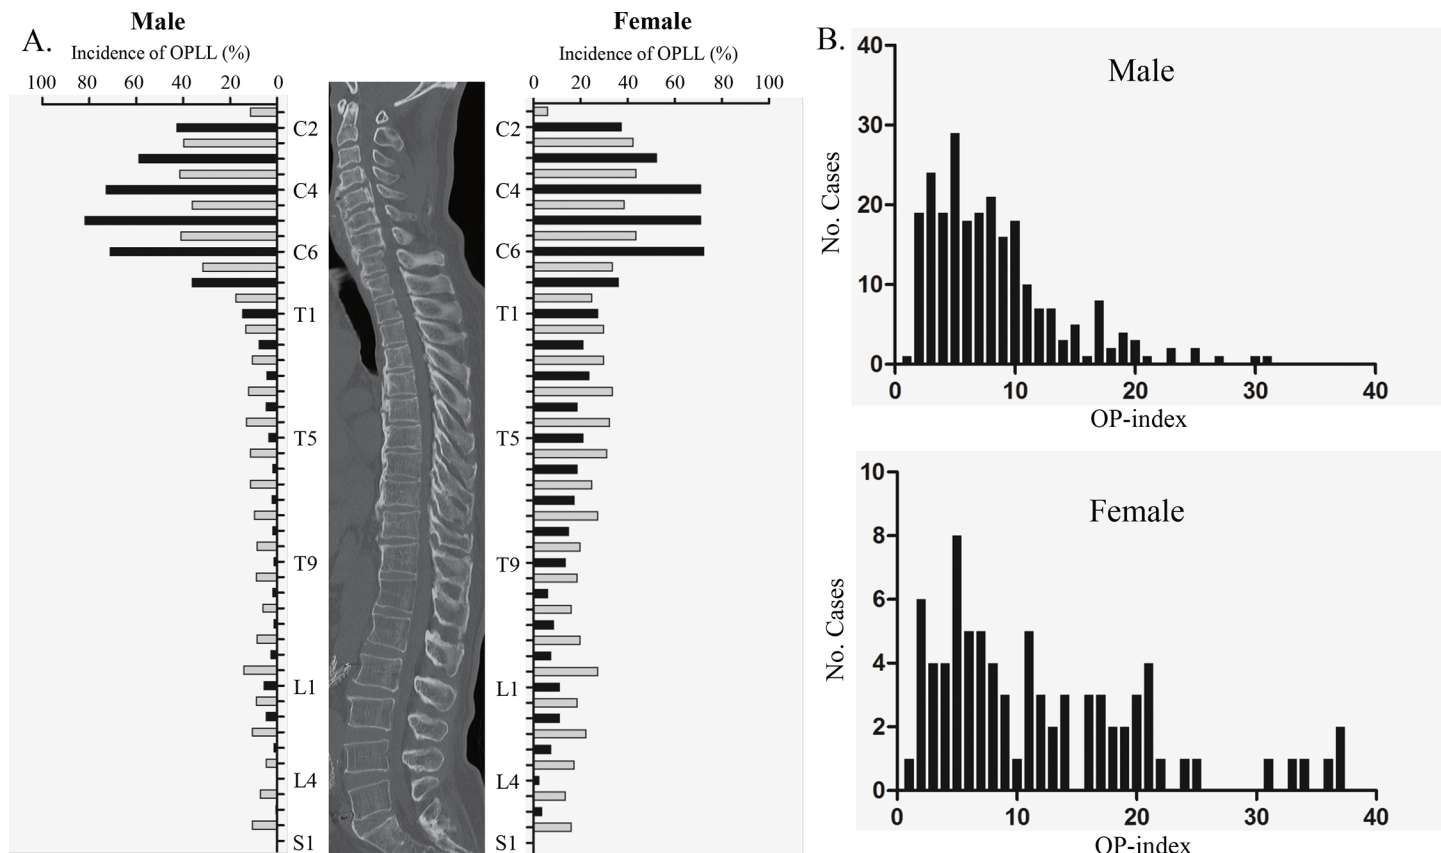 A.
Male
Incidence of OPLL (%)
100 80 60 40 20 0
C2
C4
C6
T1
T5
T9
L1
L4
S1
Female
Incidence of OPLL (%)
0 20 40 60 80 100
C2
C4
C6
T1
T5
T9
L1
L4
S1
B.
Male
No. Cases
40
30
20
10
0
0 10 20 30 40
OP-index
Female
No. Cases
10
8
6
4
2
0
0 10 20 30 40
OP-index